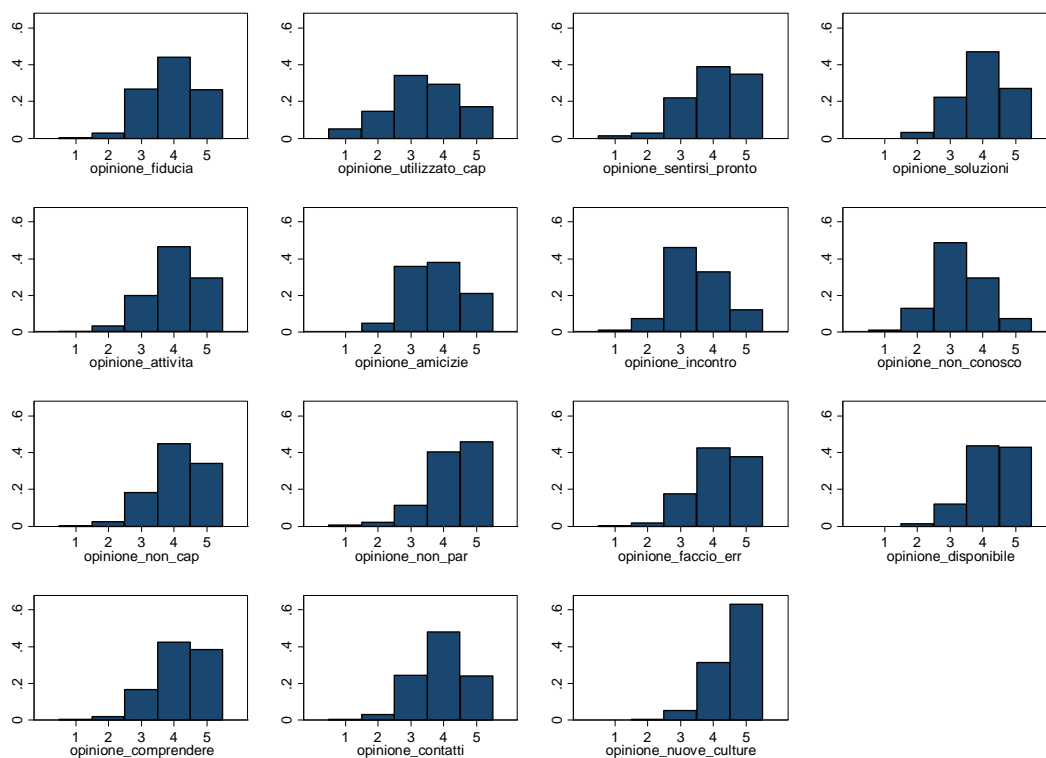 .6 .6 .6 .6
.4 .4 .4 .4
.2 .2 .2 .2
0 0 0 0
1 2 3 4 5 1 2 3 4 5 1 2 3 4 5 1 2 3 4 5
opinione_fiducia opinione_utilizzato_cap opinione_sentirsi_pronto opinione_soluzioni
.6 .6 .6 .6
.4 .4 .4 .4
.2 .2 .2 .2
0 0 0 0
1 2 3 4 5 1 2 3 4 5 1 2 3 4 5 1 2 3 4 5
opinione_attivita opinione_amicizie opinione_incontro opinione_non_conosco
.6 .6 .6 .6
.4 .4 .4 .4
.2 .2 .2 .2
0 0 0 0
1 2 3 4 5 1 2 3 4 5 1 2 3 4 5 1 2 3 4 5
opinione_non_cap opinione_non_par opinione_faccio_err opinione_disponibile
.6 .6 .6
.4 .4 .4
.2 .2 .2
0 0 0
1 2 3 4 5 1 2 3 4 5 1 2 3 4 5
opinione_comprendere opinione_contatti opinione_nuove_culture